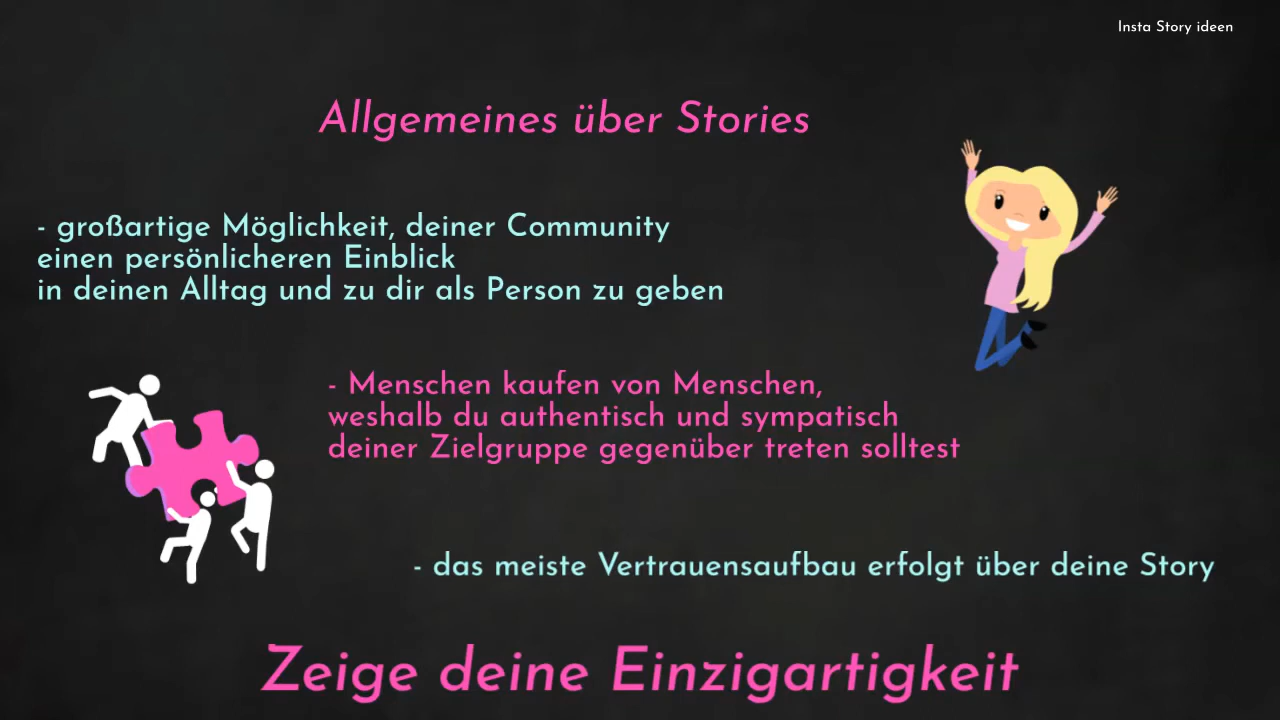 Insta Story ideen
Allgemeines über Stories
- großartige Möglichkeit, deiner Community
einen persönlicheren Einblick
in deinen Alltag und zu dir als Person zu geben
- Menschen kaufen von Menschen,
weshalb du authentisch und sympatisch
deiner Zielgruppe gegenüber treten solltest
- das meiste Vertrauensaufbau erfolgt über deine Story
Zeige deine Einzigartigkeit